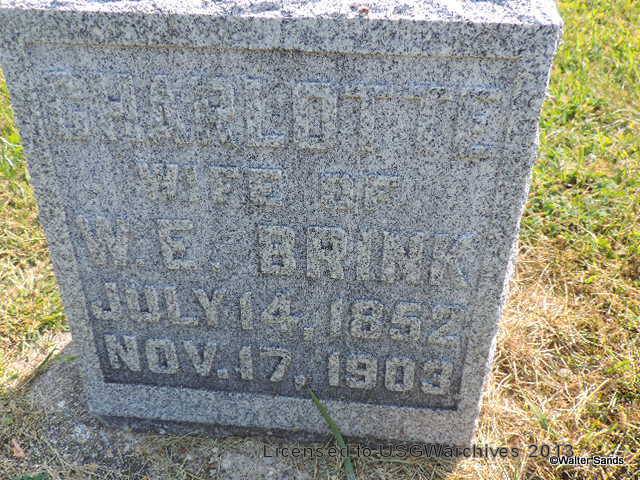 CHARLOTTE
WIFE OF
W. E. BRINK
JULY 14, 1852
NOV. 17, 1903
Licensed to USGWarchives 2013
©Walter Sands